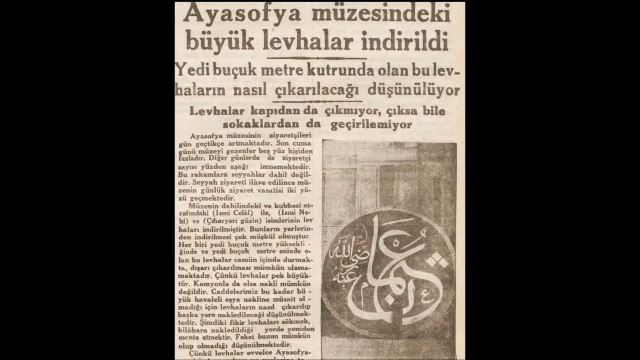 Ayasofya müzesindeki
büyük levhalar indirildi
Yedi buçuk metre kutrunda olan bu lev-
haların nasıl çıkarılacağı düşünülüyor
Levhalar kapıdan da çıkmıyor, çıksa bile
sokaklardan da geçirilemiyor
Ayasofya müzesinin ziyaretçileri
gün geçtikçe artmaktadır. Son cuma
günü müzeyi gezenler beş yüz kişiden
fazladır. Diğer günlerde de ziyaretçi
sayısı yüzden aşağı inmemektedir.
Bu rakamlara seyyahlar dahil değil-
dir. Seyyah ziyareti ilâve edilince mü-
zenin günlük ziyaret vasatisi iki yü-
zü geçmektedir.
Müzenin dahilindeki ve kubbesi et-
rafındaki (İsmi Celâl) ile, (İsmi Ne-
bi) ve (Çiharyarı güzin) isimlerinin lev
haları indirilmiştir. Bunların yerlerin-
den indirilmesi çok müşkül olmuştur.
Her biri yedi buçuk metre yüksekli -
ğinde ve yedi buçuk metre eninde o-
lan bu levhalar camiin içinde durmak-
ta, dışarı çıkarılması mümkün olama-
maktadır. Çünkü levhalar pek büyük-
tür. Kamyonla da olsa nakli mümkün
değildir. Caddelerimiz bu kadar bü -
yük havaleli eşya nakline müsait ol -
madığı için levhaların nasıl çıkarılıp
başka yere nakledileceği düşünülmek-
tedir. Şimdiki fikir levhaları sökmek,
bilâhara nakledildiği yerde yeniden
monte etmektir. Fakat bunun mümkün
olup olmadığı düşünülmektedir.
Çünkü levhalar evvelce Ayasofya-
عثمان
رضي الله
عنه